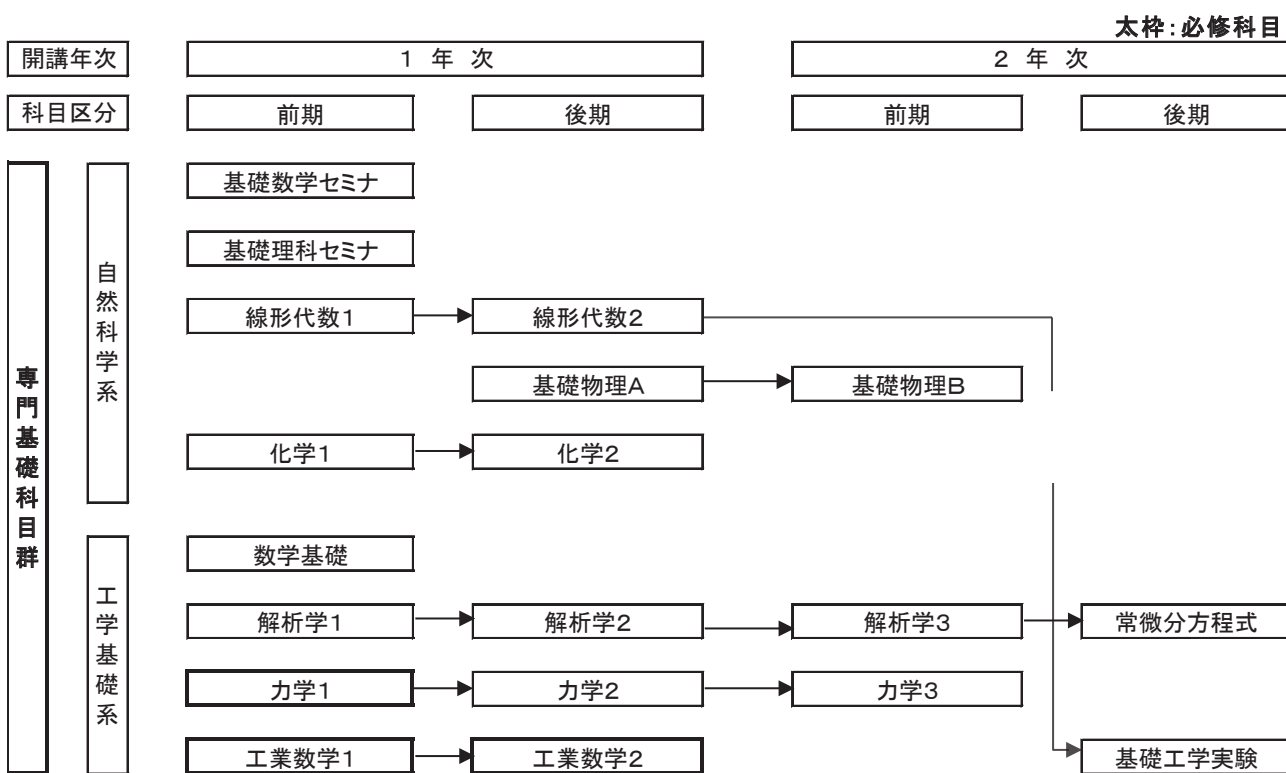 太枠:必修科目
開講年次 1 年 次 2 年 次
科目区分 前期 後期 前期 後期
専門基礎科目群
自然科学系
基礎数学セミナ
基礎理科セミナ
線形代数1 線形代数2
基礎物理A 基礎物理B
化学1 化学2
工学基礎系
数学基礎
解析学1 解析学2 解析学3 常微分方程式
力学1 力学2 力学3
工業数学1 工業数学2 基礎工学実験